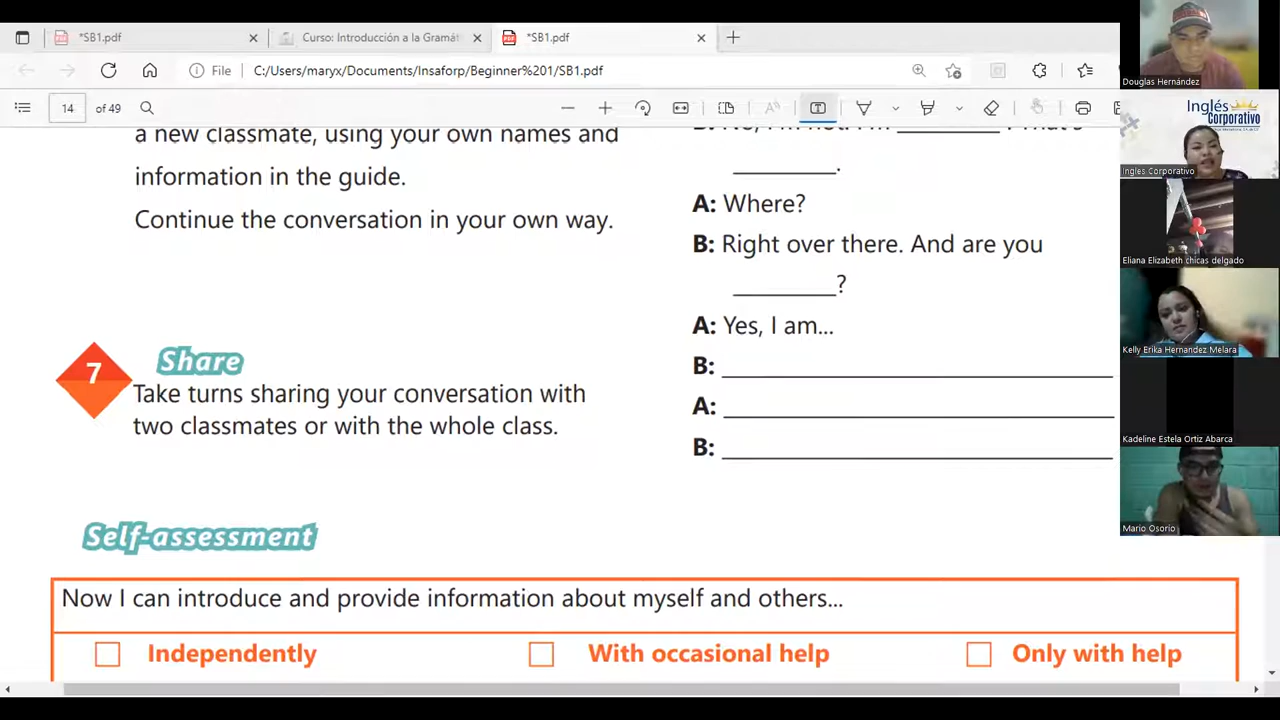 *SB1.pdf
Curso: Introducción a la Gramát
*SB1.pdf
File
C:/Users/maryx/Documents/Insaforp/Beginner%201/SB1.pdf
14 of 49
a new classmate, using your own names and
information in the guide.
Continue the conversation in your own way.
7
Share
Take turns sharing your conversation with
two classmates or with the whole class.
__________.
A: Where?
B: Right over there. And are you
__________?
A: Yes, I am...
B: ______________________________________
A: ______________________________________
B: ______________________________________
Self-assessment
Now I can introduce and provide information about myself and others...
Independently
With occasional help
Only with help
Douglas Hernández
Inglés
Corporativo
Ingles Corporativo
Eliana Elizabeth chicas delgado
Kelly Erika Hernandez Melara
Kadeline Estela Ortiz Abarca
Mario Osorio